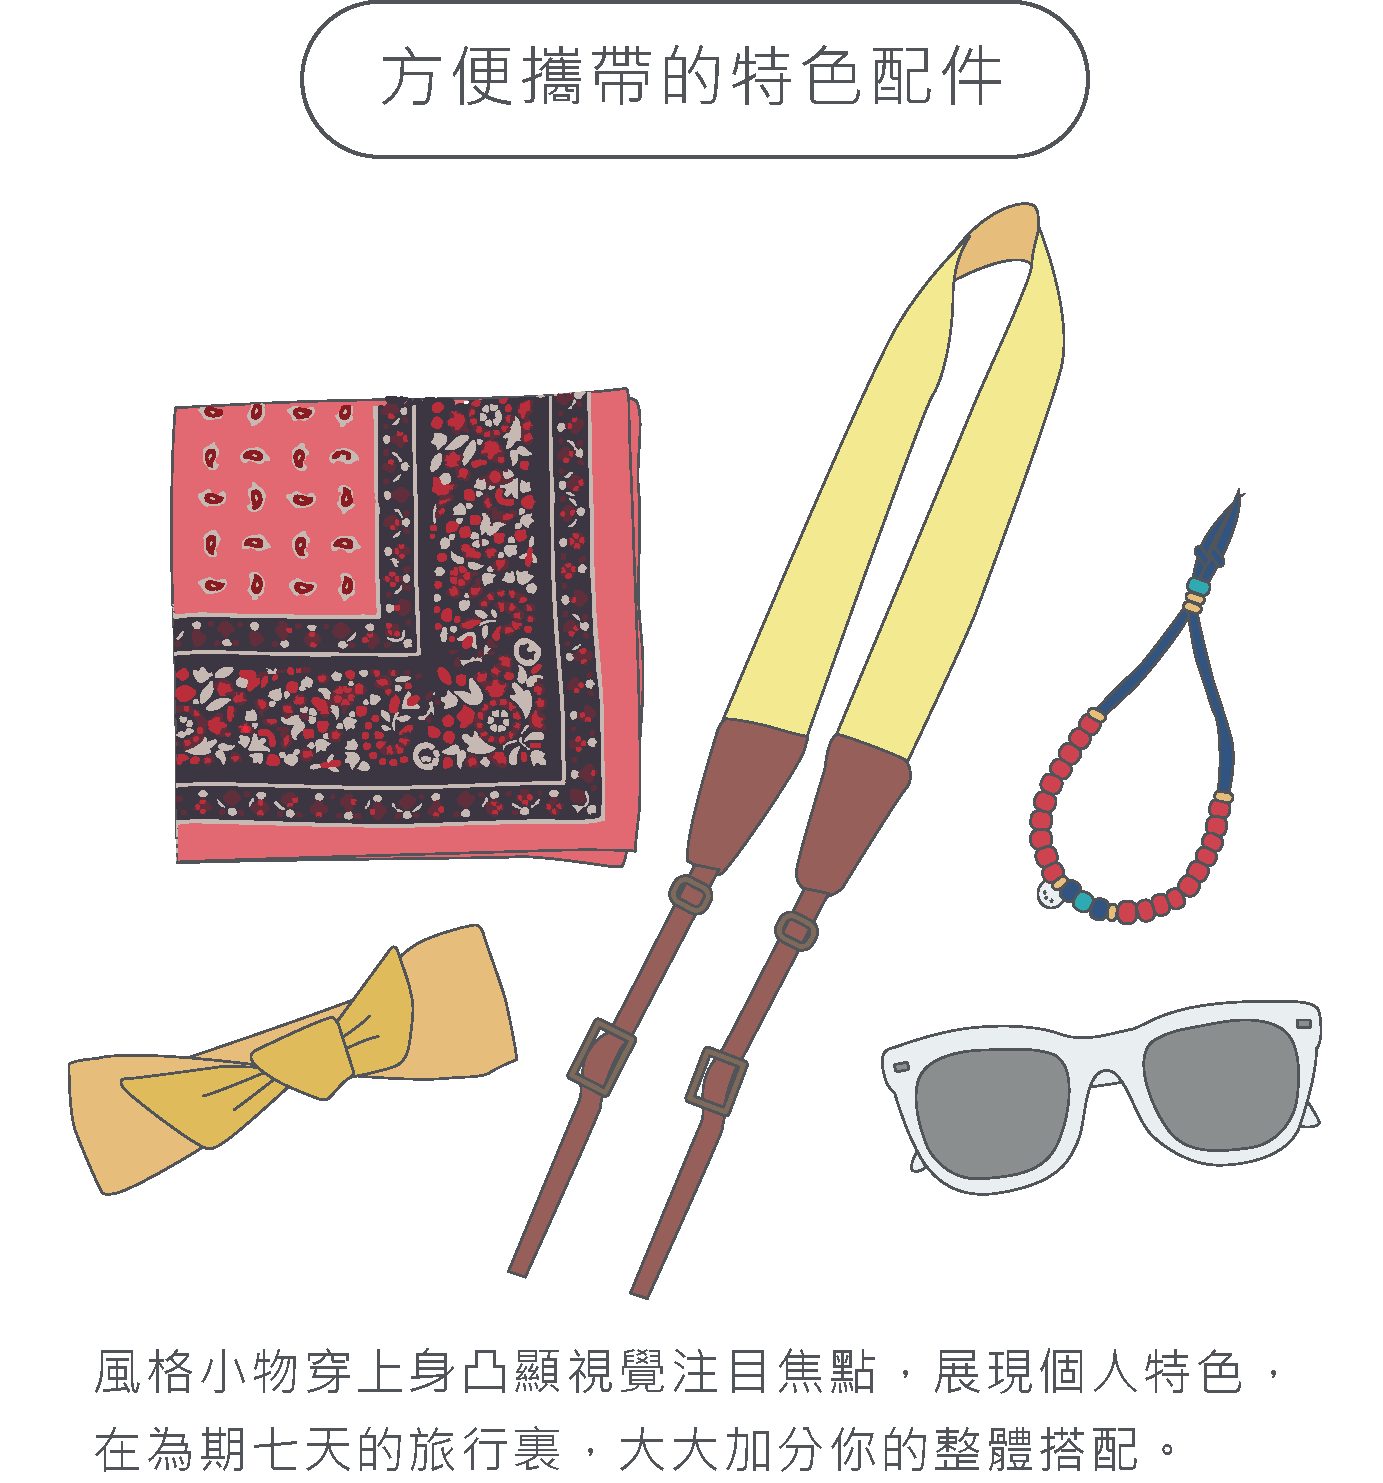 方便攜帶的特色配件
風格小物穿上身凸顯視覺注目焦點，展現個人特色，
在為期七天的旅行裏，大大加分你的整體搭配。